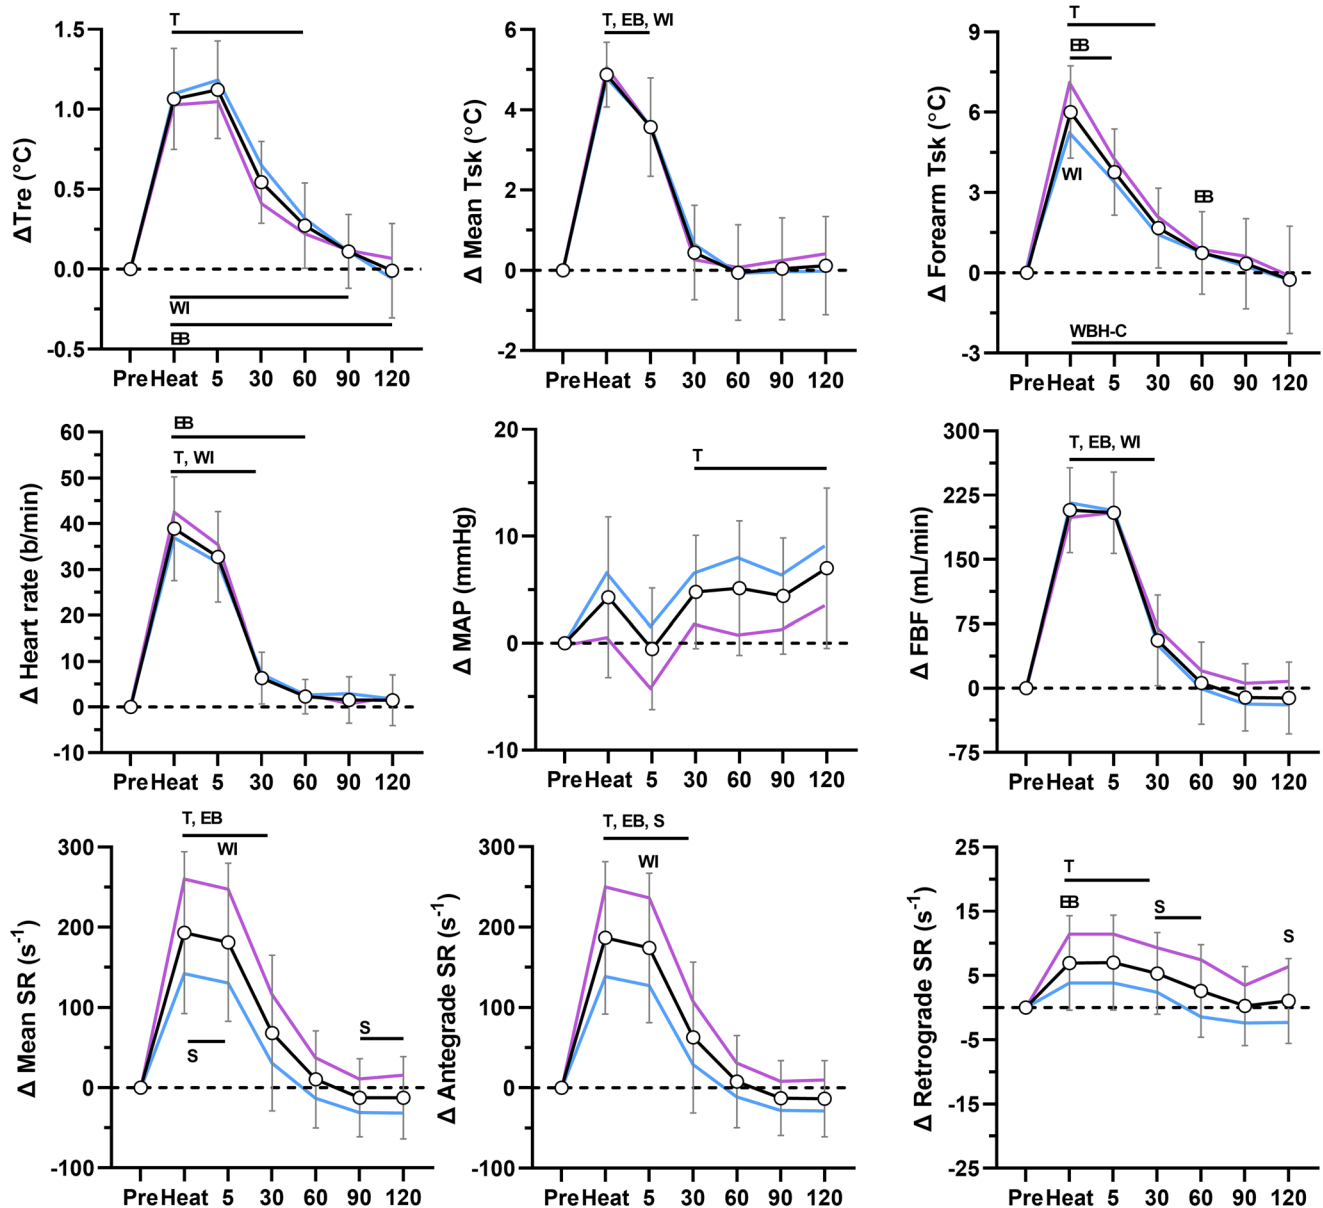 T
1.5
1.0
0.5
0.0
-0.5
ΔTre (°C)
WI
EB
Pre Heat 5 30 60 90 120
T, EB, WI
6
4
2
0
-2
Δ Mean Tsk (°C)
Pre Heat 5 30 60 90 120
T
EB
9
6
3
0
-3
Δ Forearm Tsk (°C)
WI
EB
WBH-C
Pre Heat 5 30 60 90 120
EB
T, WI
60
50
40
30
20
10
0
-10
Δ Heart rate (b/min)
Pre Heat 5 30 60 90 120
T
20
10
0
-10
Δ MAP (mmHg)
Pre Heat 5 30 60 90 120
T, EB, WI
300
225
150
75
0
-75
Δ FBF (mL/min)
Pre Heat 5 30 60 90 120
T, EB
WI
300
200
100
0
-100
Δ Mean SR (s-1)
S
S
Pre Heat 5 30 60 90 120
T, EB, S
WI
300
200
100
0
-100
Δ Antegrade SR (s-1)
Pre Heat 5 30 60 90 120
T
EB
S
S
25
15
5
-5
-15
-25
Δ Retrograde SR (s-1)
Pre Heat 5 30 60 90 120